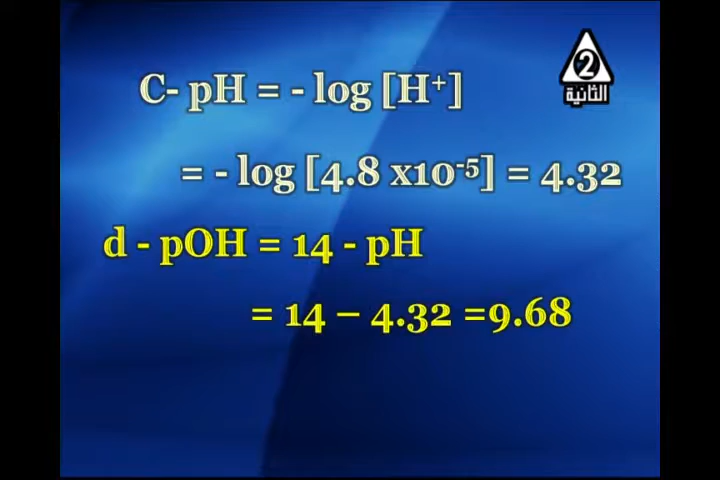 C- pH = - log [H⁺]
2
الثانية
= - log [4.8 x10⁻⁵] = 4.32
d - pOH = 14 - pH
= 14 – 4.32 =9.68